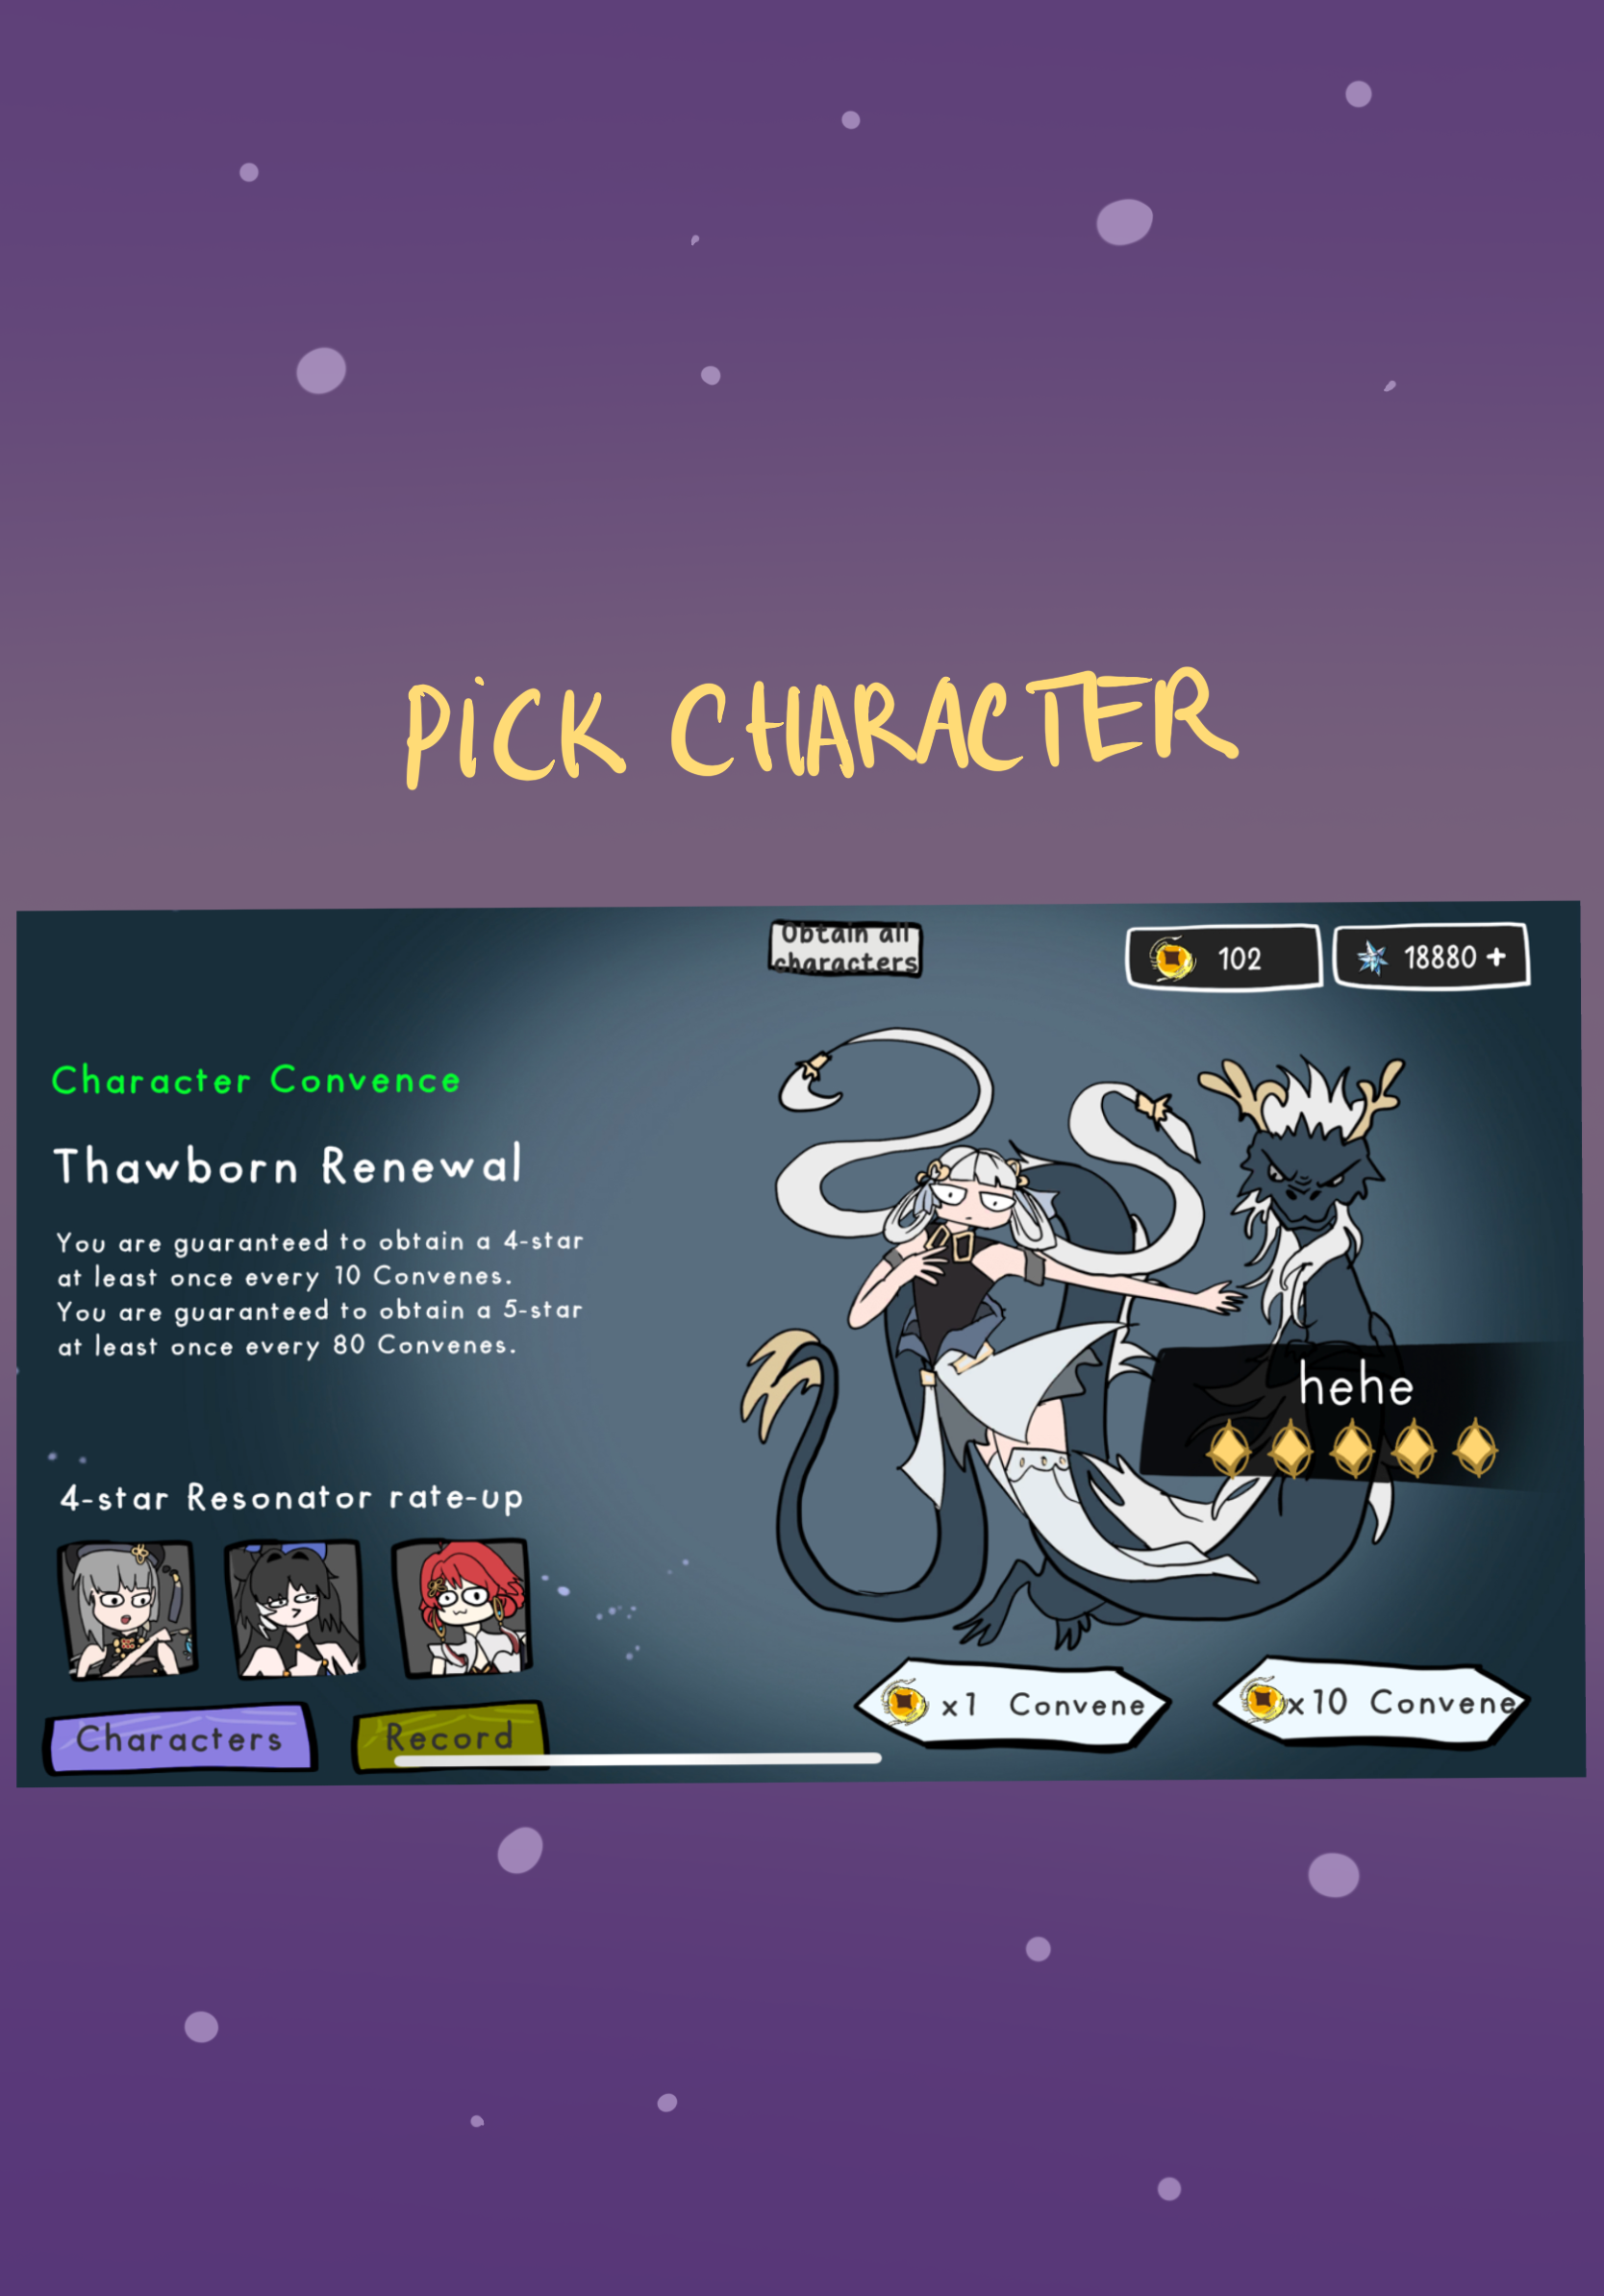 PiCK CHARACTER
Obtain all
characters
102
18880 +
Character Convence
Thawborn Renewal
You are guaranteed to obtain a 4-star
at least once every 10 Convenes.
You are guaranteed to obtain a 5-star
at least once every 80 Convenes.
hehe
4-star Resonator rate-up
x1 Convene
x10 Convene
Characters
Record